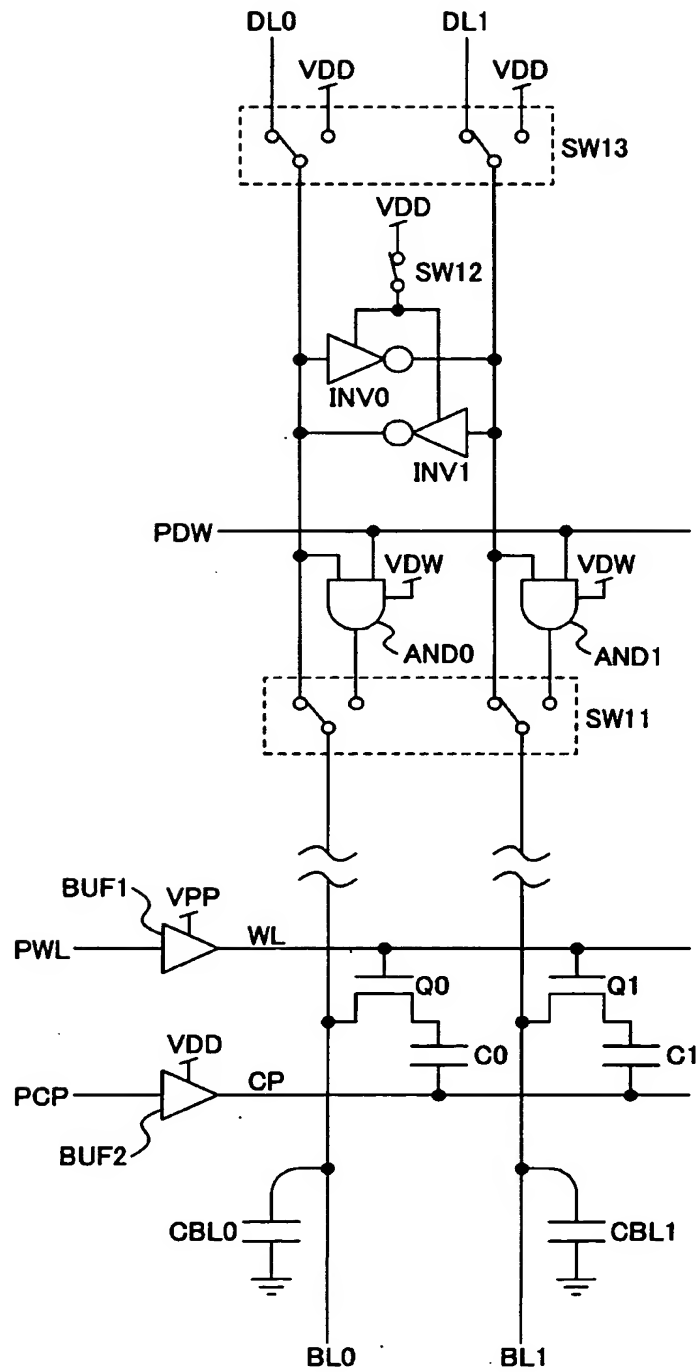 DL0 DL1
VDD VDD
SW13
VDD
SW12
INV0
INV1
PDW
VDW VDW
AND0 AND1
SW11
BUF1 VPP
PWL WL
Q0 Q1
C0 C1
VDD
PCP CP
BUF2
CBL0 CBL1
BL0 BL1